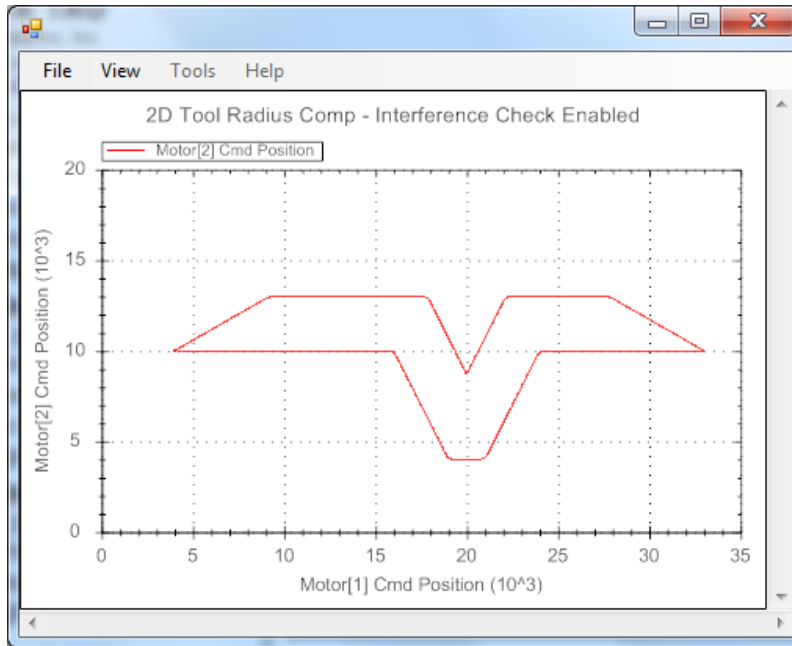 File View Tools Help
2D Tool Radius Comp - Interference Check Enabled
Motor[2] Cmd Position
Motor[2] Cmd Position (10^3)
20
15
10
5
0
0 5 10 15 20 25 30 35
Motor[1] Cmd Position (10^3)